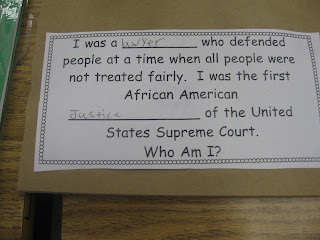 I was a lawyer who defended
people at a time when all people were
not treated fairly. I was the first
African American
Justice of the United
States Supreme Court.
Who Am I?